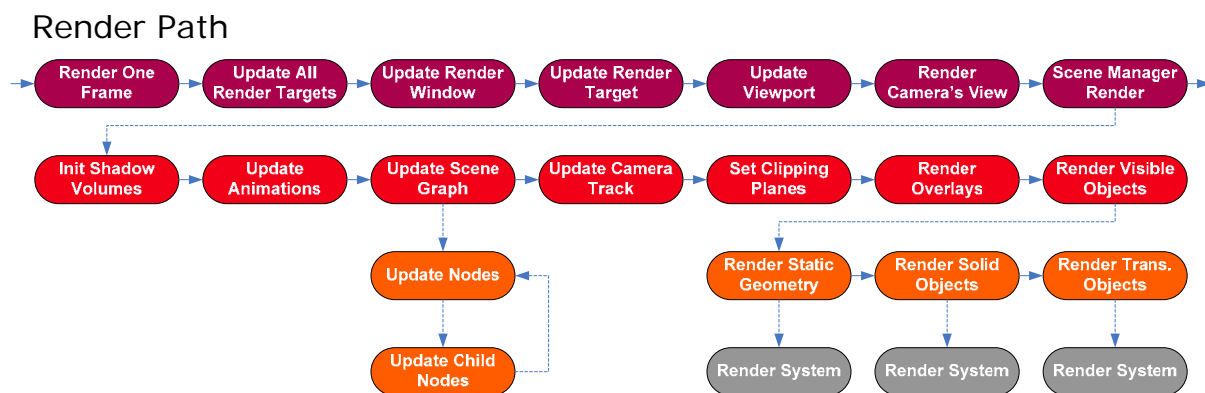 Render Path
Render One
Frame
Update All
Render Targets
Update Render
Window
Update Render
Target
Update
Viewport
Render
Camera's View
Scene Manager
Render
Init Shadow
Volumes
Update
Animations
Update Scene
Graph
Update Camera
Track
Set Clipping
Planes
Render
Overlays
Render Visible
Objects
Update Nodes
Render Static
Geometry
Render Solid
Objects
Render Trans.
Objects
Update Child
Nodes
Render System
Render System
Render System